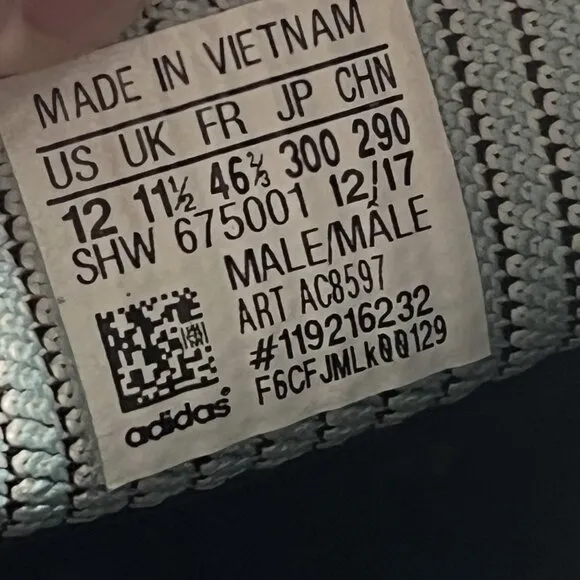 MADE IN VIETNAM
US UK FR JP CHN
12 11½ 46⅔ 300 290
SHW 675001 12/17
MALE/MÂLE
ART AC8597
#119216232
F6CFJMLk00129
adidas®